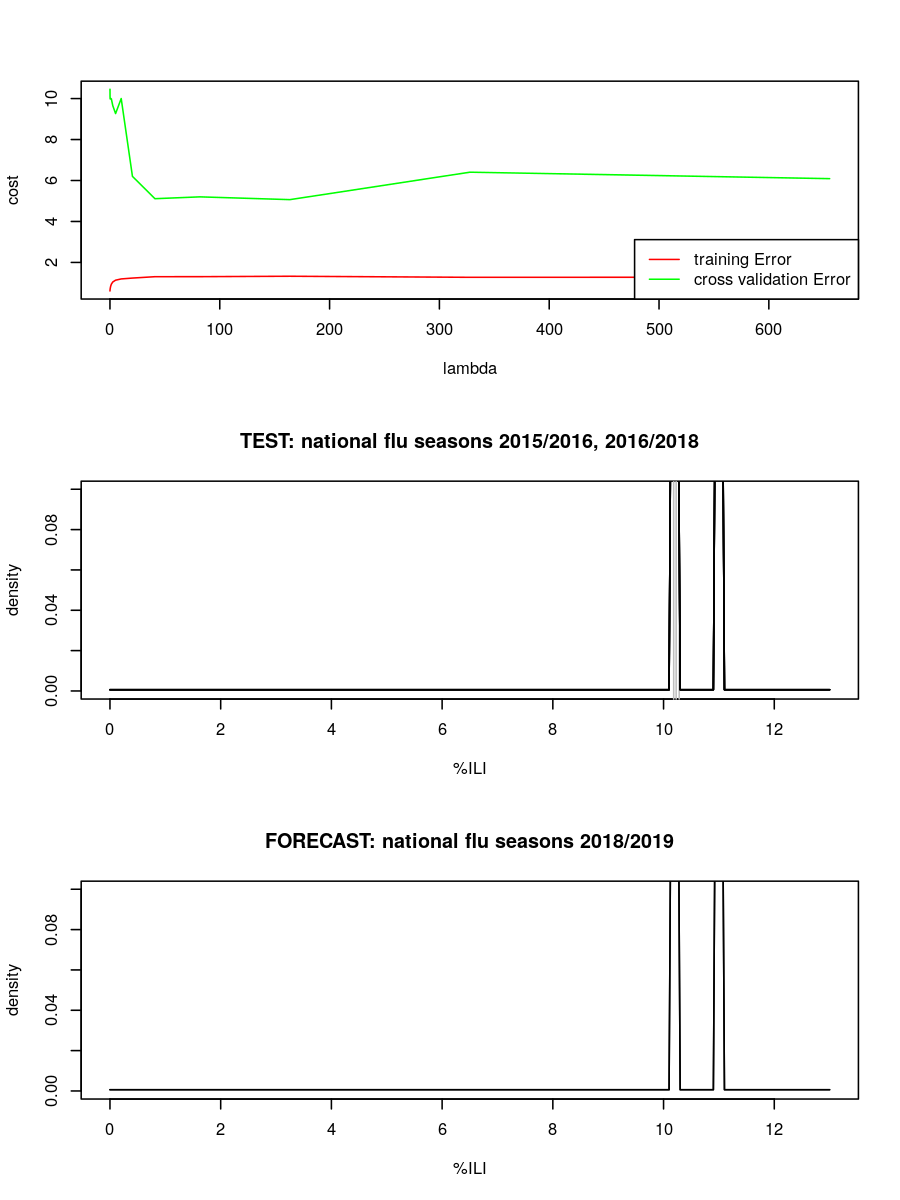 10
8
6
4
2
cost
training Error
cross validation Error
0 100 200 300 400 500 600
lambda
TEST: national flu seasons 2015/2016, 2016/2018
0.08
0.04
0.00
density
0 2 4 6 8 10 12
%ILI
FORECAST: national flu seasons 2018/2019
0.08
0.04
0.00
density
0 2 4 6 8 10 12
%ILI